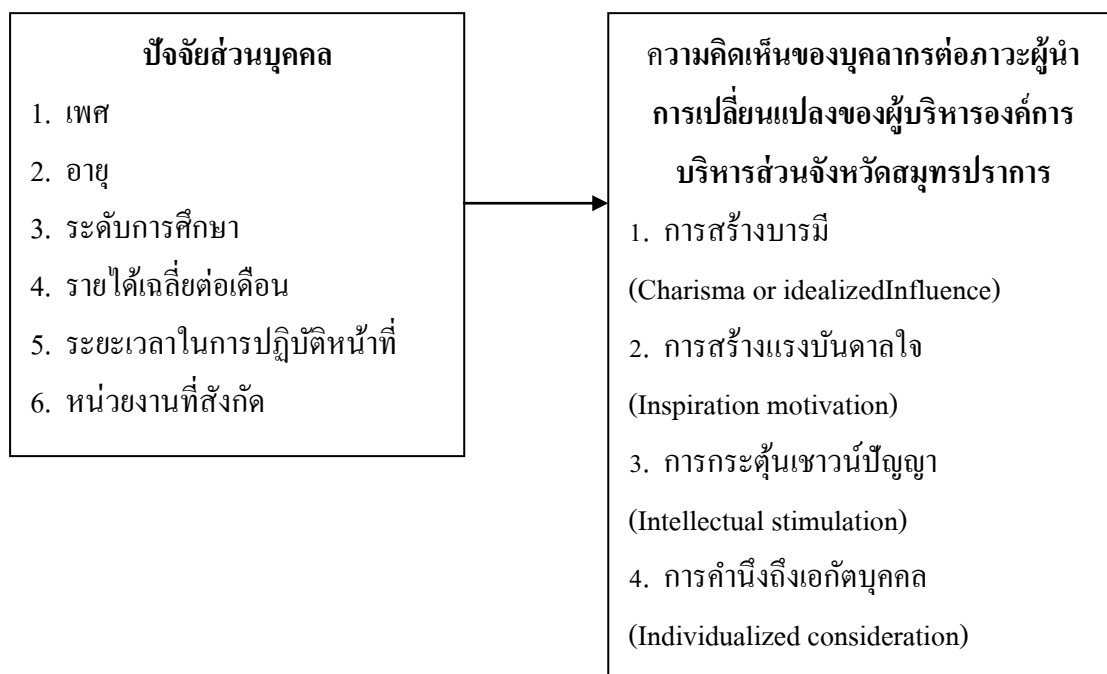 ปัจจัยส่วนบุคคล
1. เพศ
2. อายุ
3. ระดับการศึกษา
4. รายได้เฉลี่ยต่อเดือน
5. ระยะเวลาในการปฏิบัติหน้าที่
6. หน่วยงานที่สังกัด
ความคิดเห็นของบุคลากรต่อภาวะผู้นำ
การเปลี่ยนแปลงของผู้บริหารองค์การ
บริหารส่วนจังหวัดสมุทรปราการ
1. การสร้างบารมี
(Charisma or idealizedInfluence)
2. การสร้างแรงบันดาลใจ
(Inspiration motivation)
3. การกระตุ้นเชาวน์ปัญญา
(Intellectual stimulation)
4. การคำนึงถึงเอกัตบุคคล
(Individualized consideration)